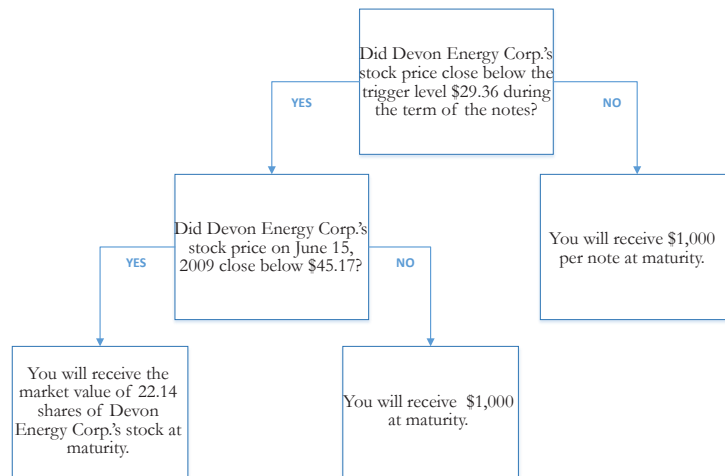 Did Devon Energy Corp.'s
stock price close below the
trigger level $29.36 during
the term of the notes?
YES
NO
Did Devon Energy Corp.'s
stock price on June 15,
2009 close below $45.17?
You will receive $1,000
per note at maturity.
YES
NO
You will receive the
market value of 22.14
shares of Devon
Energy Corp.'s stock at
maturity.
You will receive $1,000
at maturity.